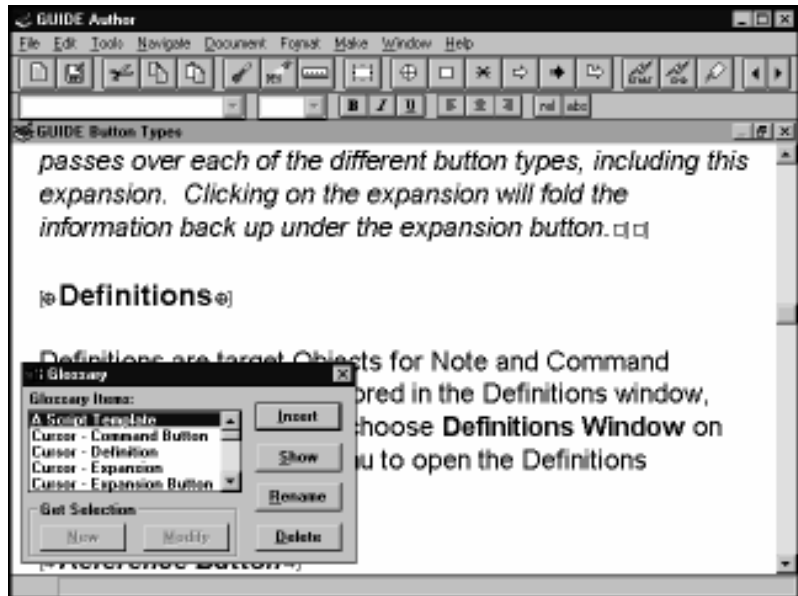 GUIDE Author
File Edit Tools Navigate Document Format Make Window Help
B I U rul abc
GUIDE Button Types
passes over each of the different button types, including this
expansion. Clicking on the expansion will fold the
information back up under the expansion button.
Definitions
Definitions are target Objects for Note and Command
ored in the Definitions window,
choose Definitions Window on
u to open the Definitions
Reference Button
Glossary
Glossary Items:
A Script Template
Cursor - Command Button
Cursor - Definition
Cursor - Expansion
Cursor - Expansion Button
Insert
Show
Rename
Delete
Get Selection
New Modify